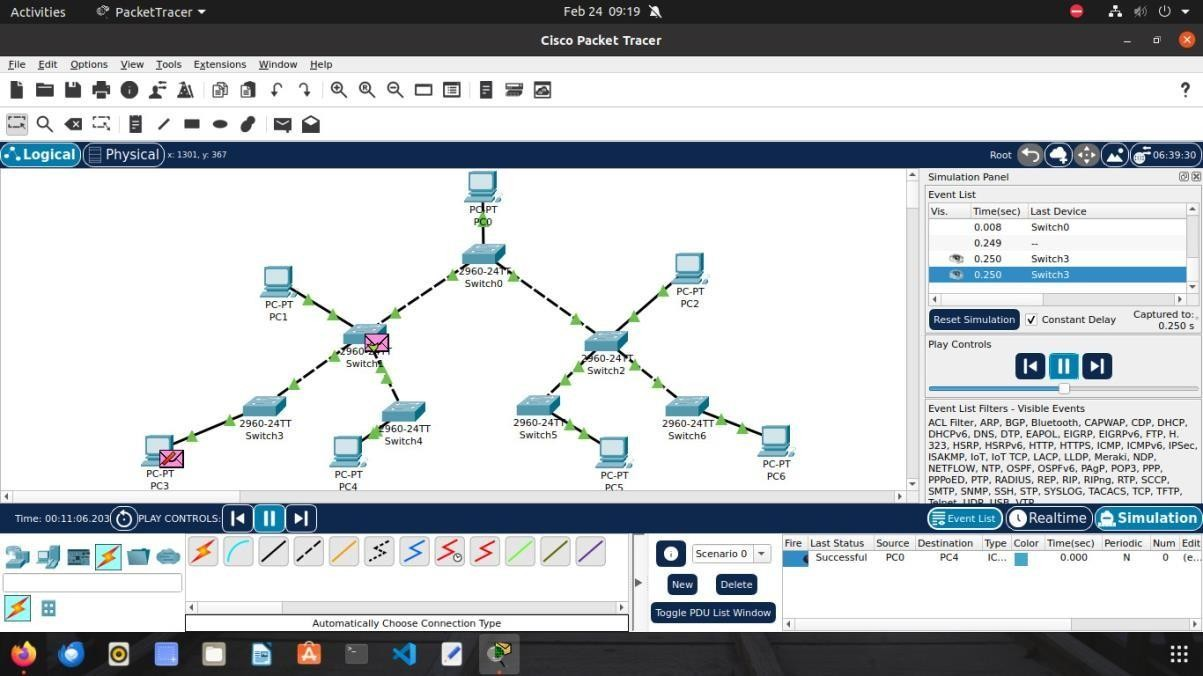 Activities PacketTracer Feb 24 09:19
Cisco Packet Tracer
File Edit Options View Tools Extensions Window Help
?
Logical Physical x: 1301, y: 367 Root 06:39:30
Simulation Panel
Event List
Vis. Time(sec) Last Device
0.008 Switch0
0.249 --
0.250 Switch3
0.250 Switch3
Reset Simulation Constant Delay Captured to:
0.250 s
Play Controls
Event List Filters - Visible Events
ACL Filter, ARP, BGP, Bluetooth, CAPWAP, CDP, DHCP,
DHCPv6, DNS, DTP, EAPOL, EIGRP, EIGRPv6, FTP, H.
323, HSRP, HSRPv6, HTTP, HTTPS, ICMP, ICMPv6, IPSec,
ISAKMP, IoT, IoT TCP, LACP, LLDP, Meraki, NDP,
NETFLOW, NTP, OSPF, OSPFv6, PAgP, POP3, PPP,
PPPoED, PTP, RADIUS, REP, RIP, RIPng, RTP, SCCP,
SMTP, SNMP, SSH, STP, SYSLOG, TACACS, TCP, TFTP,
Telnet, UDP, USB, VTP
PC-PT
PC0
2960-24TT
Switch0
PC-PT
PC1
PC-PT
PC2
2960-24TT
Switch1
2960-24TT
Switch2
2960-24TT
Switch3
2960-24TT
Switch4
2960-24TT
Switch5
2960-24TT
Switch6
PC-PT
PC3
PC-PT
PC4
PC-PT
PC5
PC-PT
PC6
Time: 00:11:06.203 PLAY CONTROLS: Event List Realtime Simulation
Scenario 0
New Delete
Toggle PDU List Window
Automatically Choose Connection Type
Fire Last Status Source Destination Type Color Time(sec) Periodic Num Edit
Successful PC0 PC4 IC... 0.000 N 0 (e...